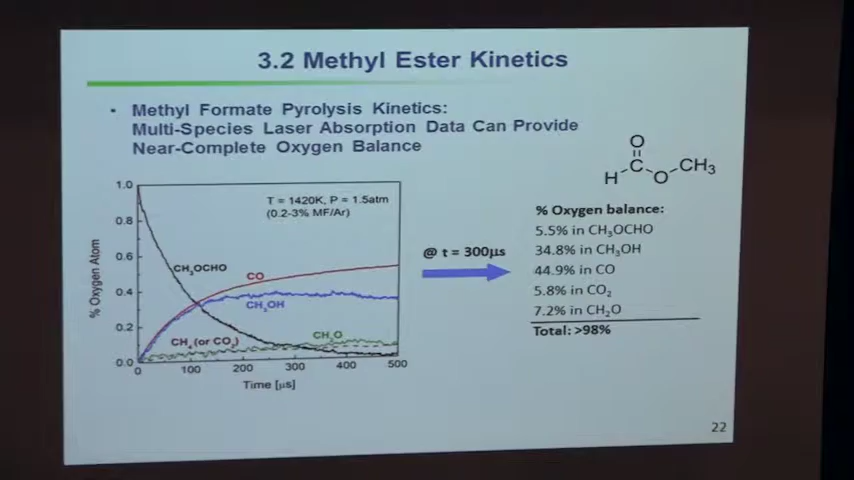 3.2 Methyl Ester Kinetics
• Methyl Formate Pyrolysis Kinetics:
Multi-Species Laser Absorption Data Can Provide
Near-Complete Oxygen Balance
O
H C O CH₃
T = 1420K, P = 1.5atm
(0.2-3% MF/Ar)
1.0
0.8
0.6
0.4
0.2
0.0
% Oxygen Atom
CH₃OCHO
CO
CH₃OH
CH₂O
CH₄ (or CO₂)
0 100 200 300 400 500
Time [µs]
@ t = 300µs
% Oxygen balance:
5.5% in CH₃OCHO
34.8% in CH₃OH
44.9% in CO
5.8% in CO₂
7.2% in CH₂O
Total: >98%
22